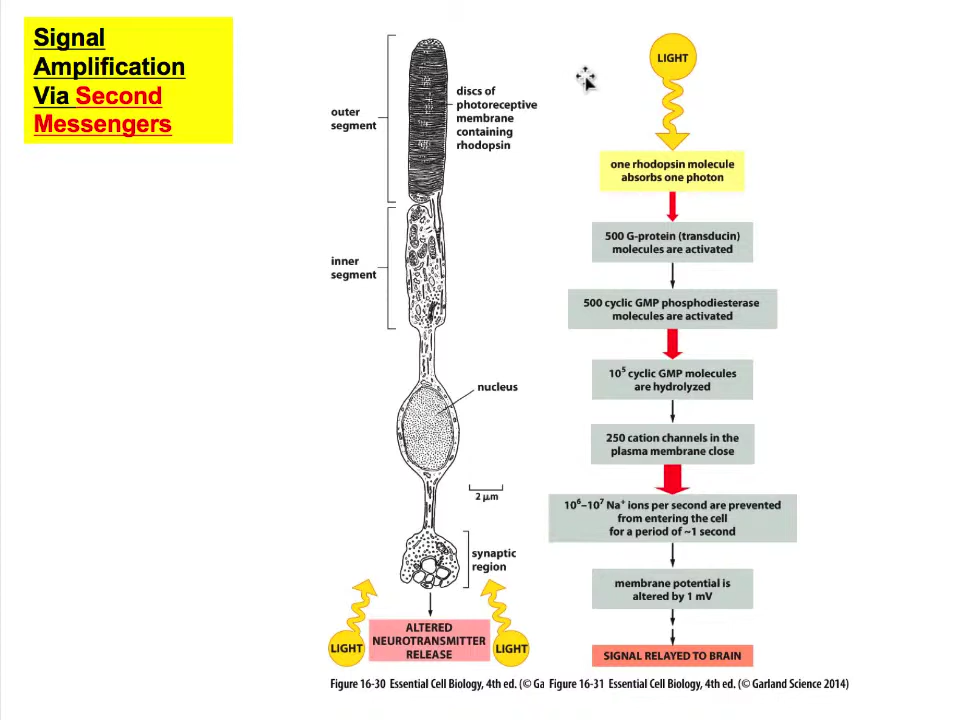 Signal
Amplification
Via Second
Messengers
outer
segment
discs of
photoreceptive
membrane
containing
rhodopsin
inner
segment
nucleus
2 µm
synaptic
region
LIGHT
ALTERED
NEUROTRANSMITTER
RELEASE
LIGHT
Figure 16-30 Essential Cell Biology, 4th ed. (© Ga
LIGHT
one rhodopsin molecule
absorbs one photon
500 G-protein (transducin)
molecules are activated
500 cyclic GMP phosphodiesterase
molecules are activated
10⁵ cyclic GMP molecules
are hydrolyzed
250 cation channels in the
plasma membrane close
10⁶–10⁷ Na⁺ ions per second are prevented
from entering the cell
for a period of ~1 second
membrane potential is
altered by 1 mV
SIGNAL RELAYED TO BRAIN
Figure 16-31 Essential Cell Biology, 4th ed. (© Garland Science 2014)